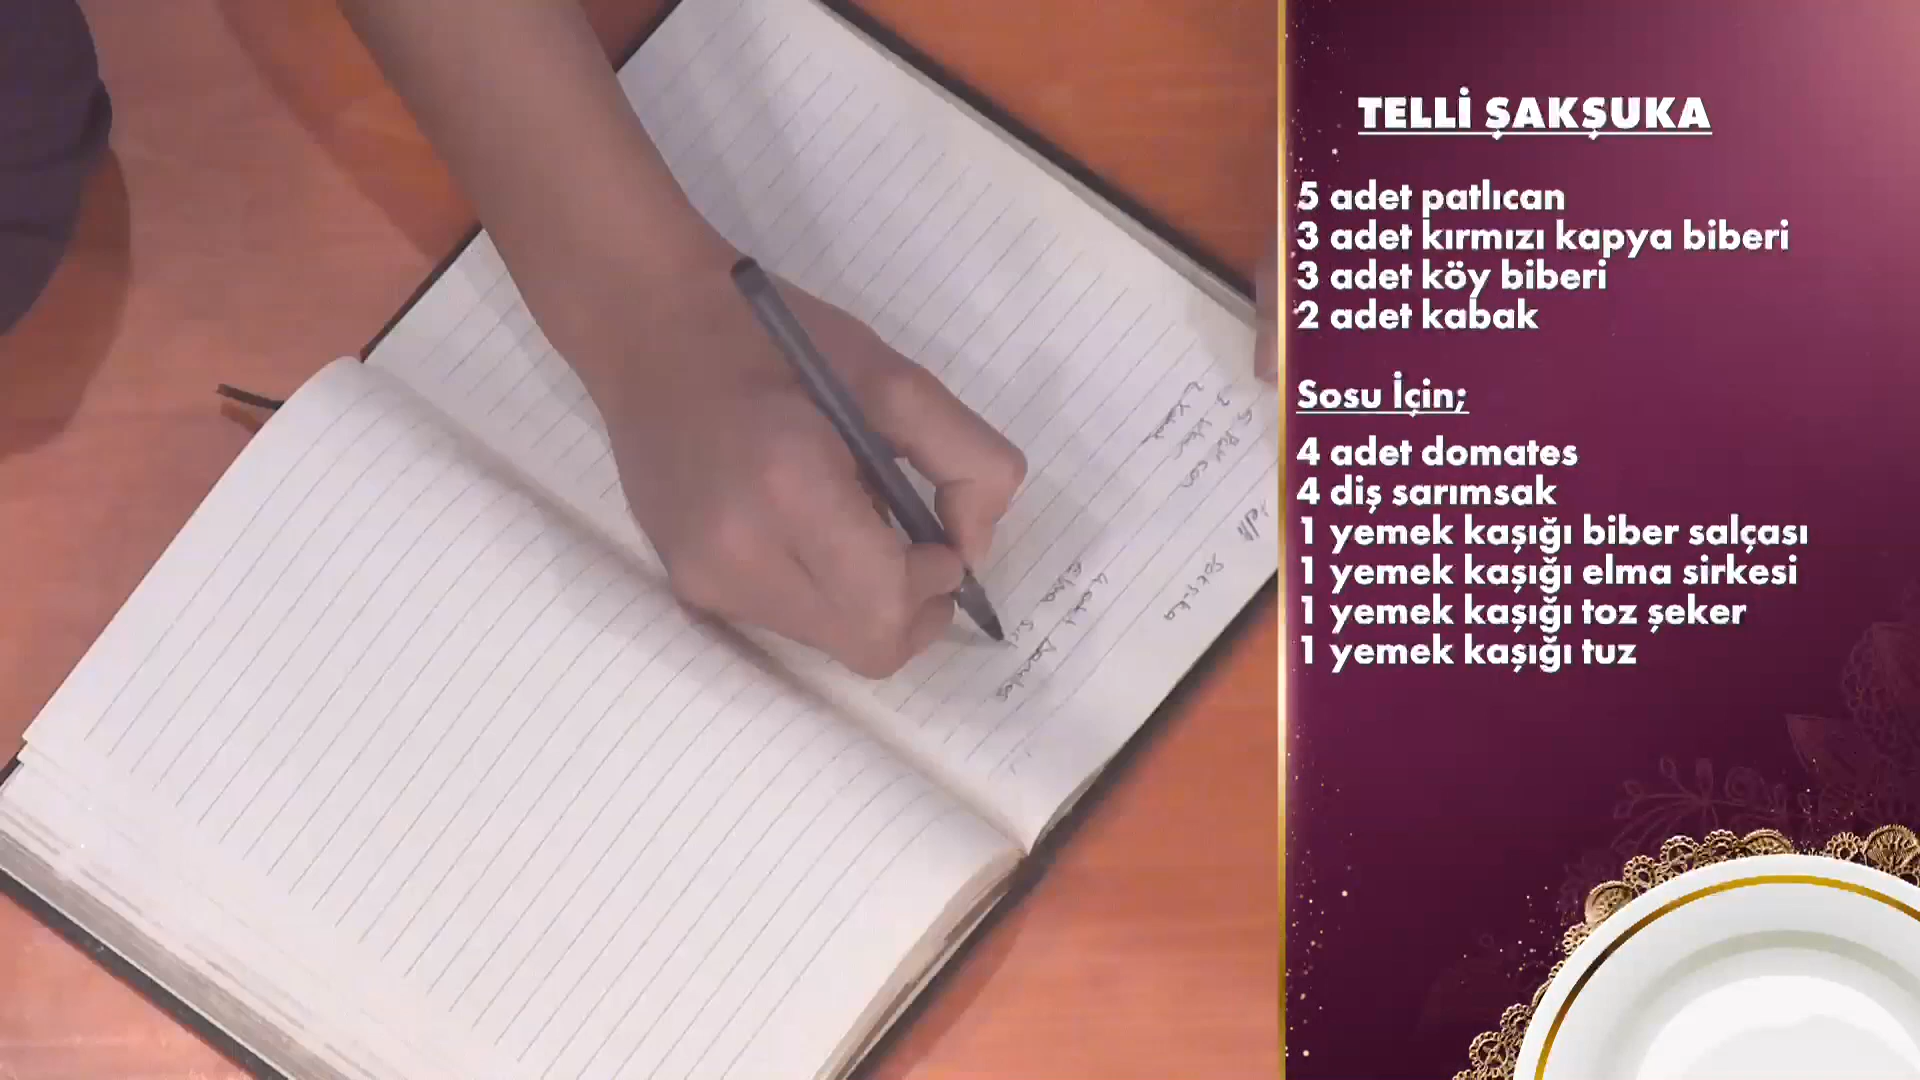 TELLİ ŞAKŞUKA
5 adet patlıcan
3 adet kırmızı kapya biberi
3 adet köy biberi
2 adet kabak
Sosu İçin;
4 adet domates
4 diş sarımsak
1 yemek kaşığı biber salçası
1 yemek kaşığı elma sirkesi
1 yemek kaşığı toz şeker
1 yemek kaşığı tuz